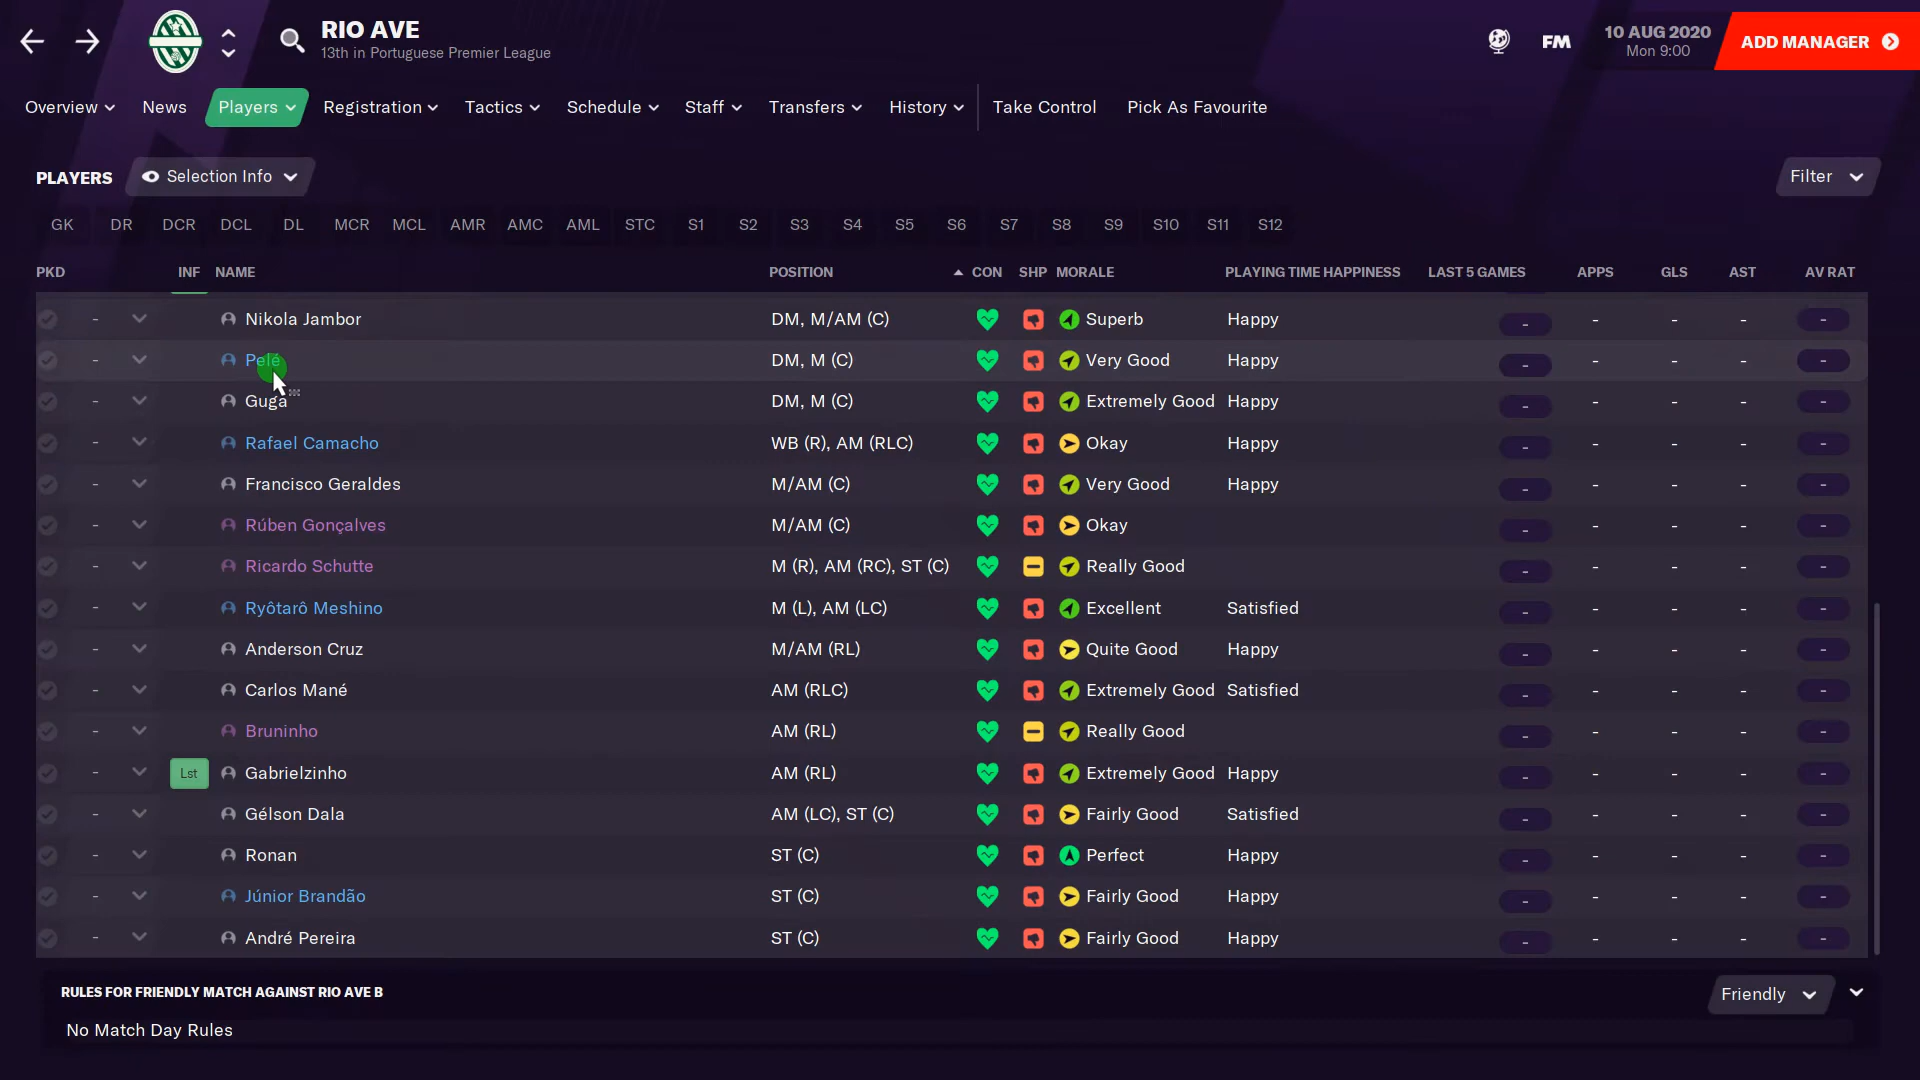 RIO AVE
13th in Portuguese Premier League
FM
10 AUG 2020
Mon 9:00
ADD MANAGER
Overview News Players Registration Tactics Schedule Staff Transfers History Take Control Pick As Favourite
PLAYERS Selection Info Filter
GK DR DCR DCL DL MCR MCL AMR AMC AML STC S1 S2 S3 S4 S5 S6 S7 S8 S9 S10 S11 S12
PKD INF NAME POSITION CON SHP MORALE PLAYING TIME HAPPINESS LAST 5 GAMES APPS GLS AST AV RAT
- Nikola Jambor DM, M/AM (C) Superb Happy - - - - -
- Pelé DM, M (C) Very Good Happy - - - - -
- Guga DM, M (C) Extremely Good Happy - - - - -
- Rafael Camacho WB (R), AM (RLC) Okay Happy - - - - -
- Francisco Geraldes M/AM (C) Very Good Happy - - - - -
- Rúben Gonçalves M/AM (C) Okay - - - - -
- Ricardo Schutte M (R), AM (RC), ST (C) Really Good - - - - -
- Ryôtarô Meshino M (L), AM (LC) Excellent Satisfied - - - - -
- Anderson Cruz M/AM (RL) Quite Good Happy - - - - -
- Carlos Mané AM (RLC) Extremely Good Satisfied - - - - -
- Bruninho AM (RL) Really Good - - - - -
- Lst Gabrielzinho AM (RL) Extremely Good Happy - - - - -
- Gélson Dala AM (LC), ST (C) Fairly Good Satisfied - - - - -
- Ronan ST (C) Perfect Happy - - - - -
- Júnior Brandão ST (C) Fairly Good Happy - - - - -
- André Pereira ST (C) Fairly Good Happy - - - - -
RULES FOR FRIENDLY MATCH AGAINST RIO AVE B Friendly
No Match Day Rules